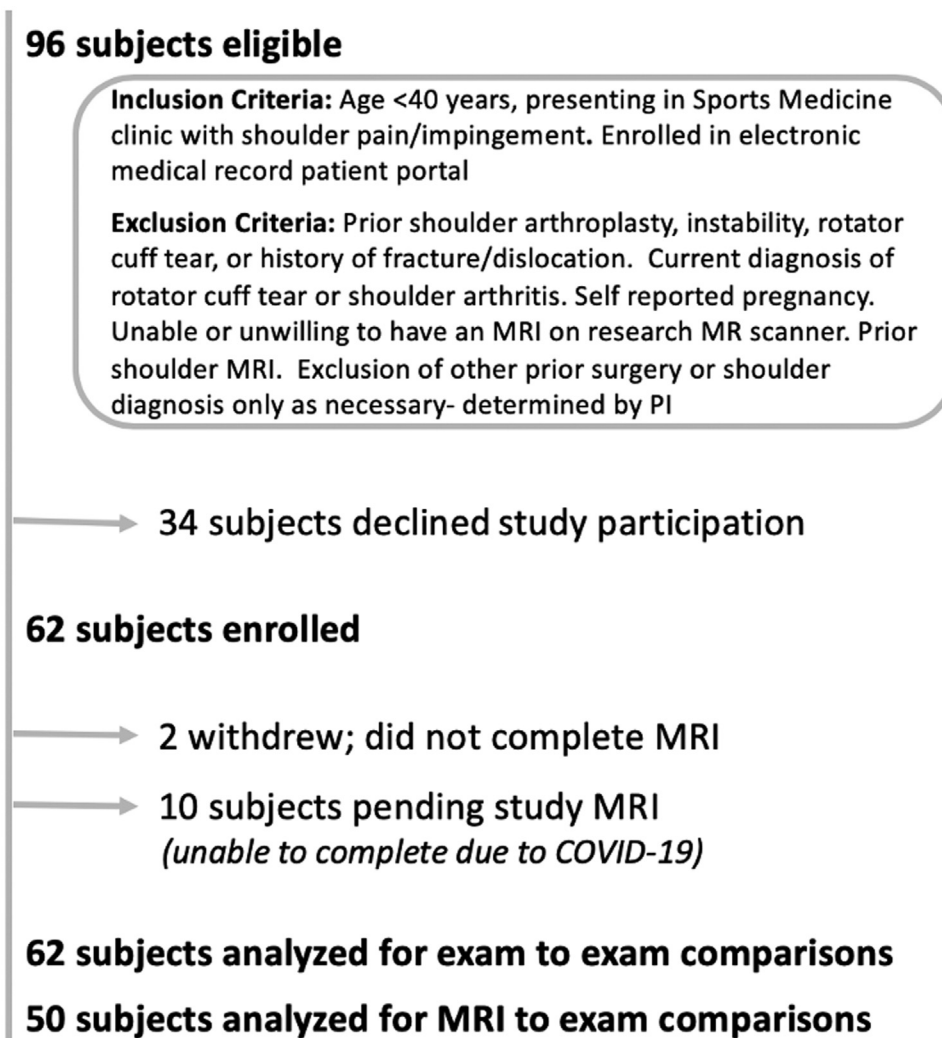 96 subjects eligible
Inclusion Criteria: Age <40 years, presenting in Sports Medicine
clinic with shoulder pain/impingement. Enrolled in electronic
medical record patient portal
Exclusion Criteria: Prior shoulder arthroplasty, instability, rotator
cuff tear, or history of fracture/dislocation.  Current diagnosis of
rotator cuff tear or shoulder arthritis. Self reported pregnancy.
Unable or unwilling to have an MRI on research MR scanner. Prior
shoulder MRI.  Exclusion of other prior surgery or shoulder
diagnosis only as necessary- determined by PI
34 subjects declined study participation
62 subjects enrolled
2 withdrew; did not complete MRI
10 subjects pending study MRI
(unable to complete due to COVID-19)
62 subjects analyzed for exam to exam comparisons
50 subjects analyzed for MRI to exam comparisons